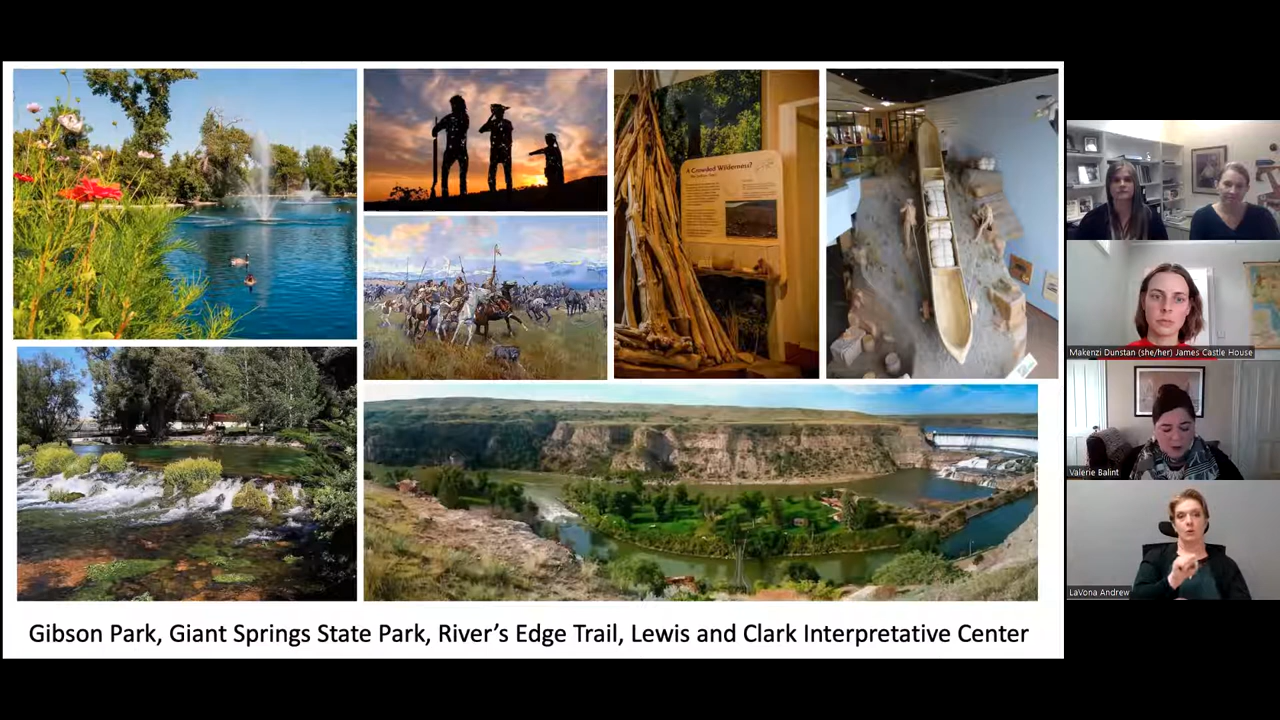 A Crowded Wilderness?
Gibson Park, Giant Springs State Park, River's Edge Trail, Lewis and Clark Interpretative Center
Makenzi Dunstan (she/her) James Castle House
Valerie Balint
LaVona Andrew